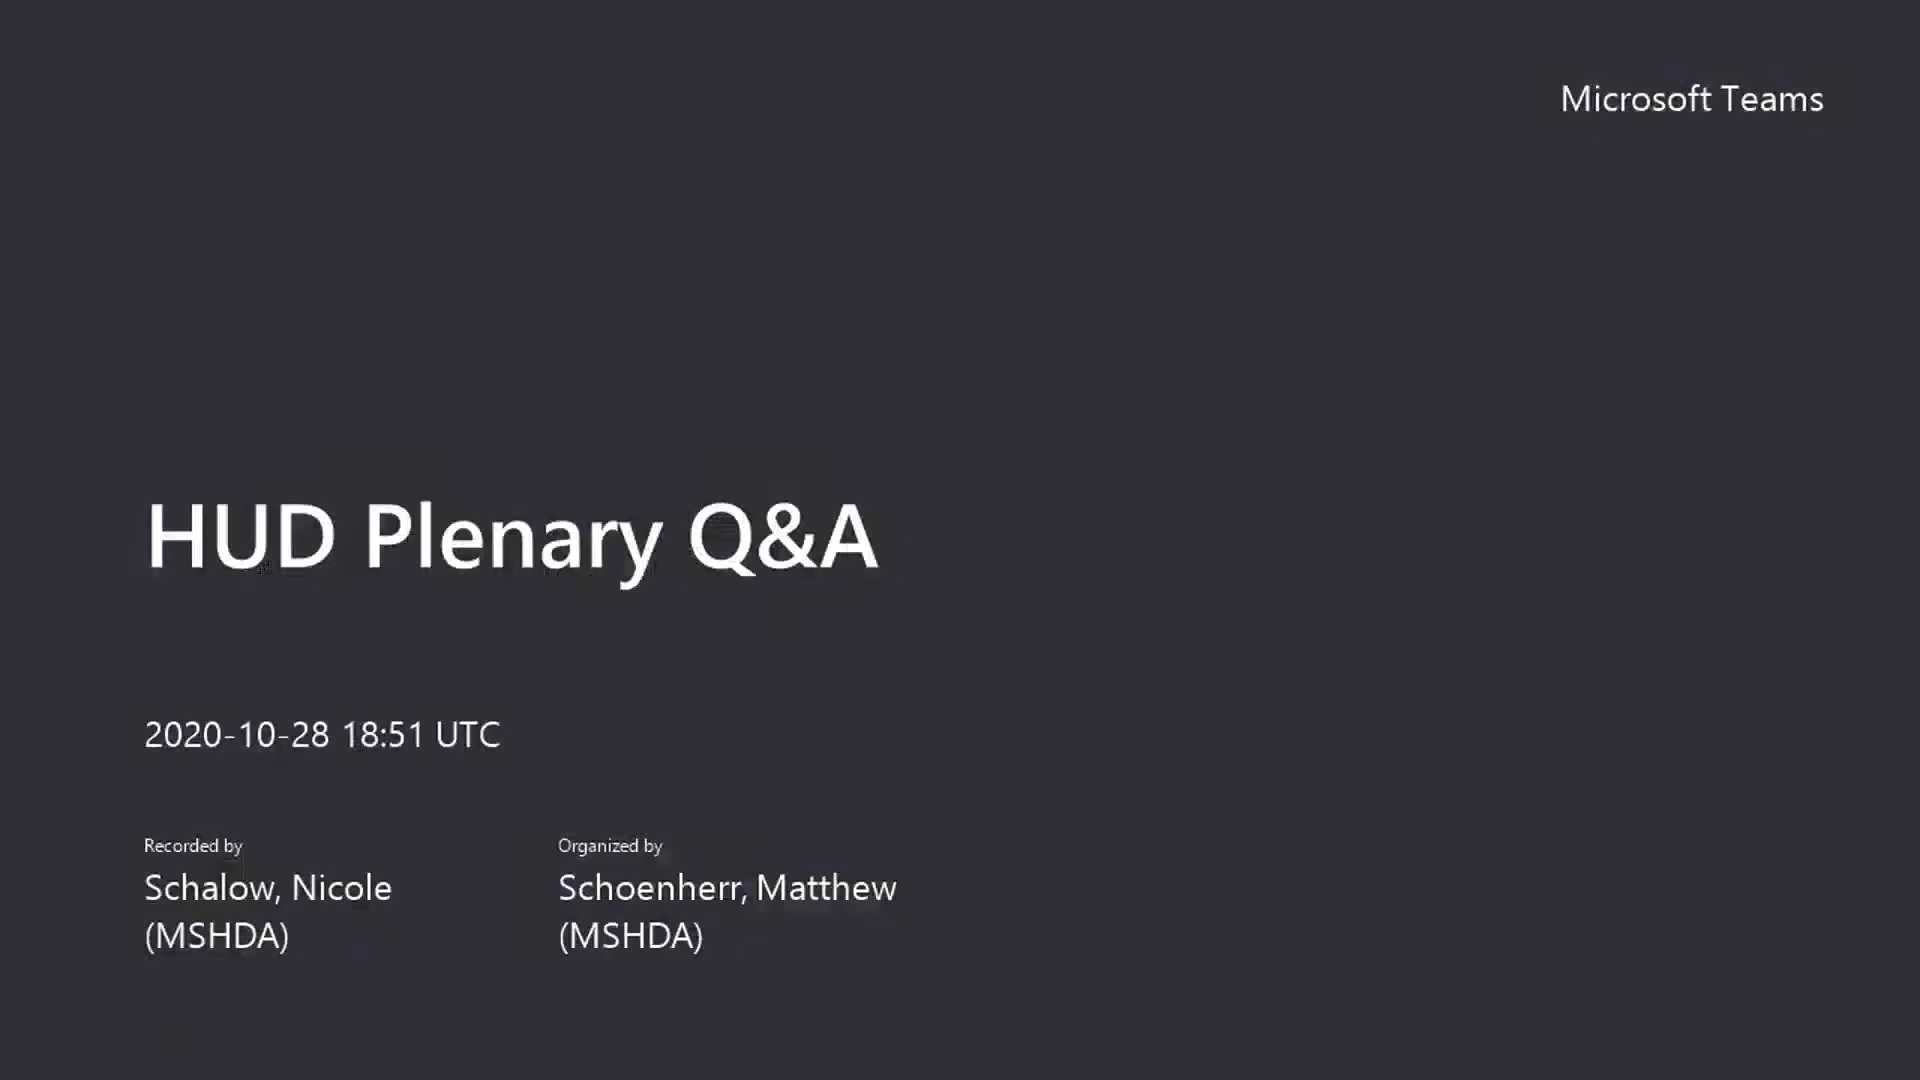 Microsoft Teams
HUD Plenary Q&A
2020-10-28 18:51 UTC
Recorded by
Schalow, Nicole
(MSHDA)
Organized by
Schoenherr, Matthew
(MSHDA)